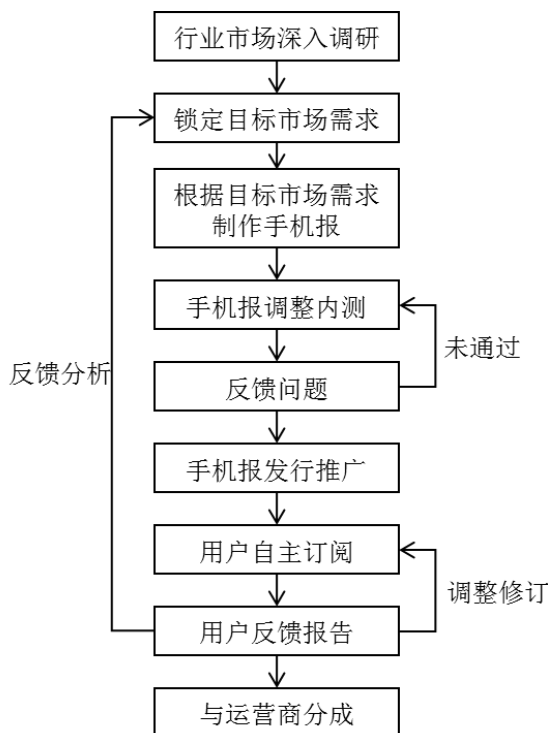 行业市场深入调研
锁定目标市场需求
根据目标市场需求
制作手机报
手机报调整内测
未通过
反馈分析
反馈问题
手机报发行推广
用户自主订阅
调整修订
用户反馈报告
与运营商分成